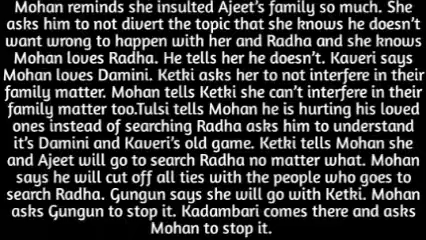 Mohan reminds she insulted Ajeet's family so much. She
asks him to not divert the topic that she knows he doesn't
want wrong to happen with her and Radha and she knows
Mohan loves Radha. He tells her he doesn't. Kaveri says
Mohan loves Damini. Ketki asks her to not interfere in their
family matter. Mohan tells Ketki she can't interfere in their
family matter too.Tulsi tells Mohan he is hurting his loved
ones instead of searching Radha asks him to understand
it's Damini and Kaveri's old game. Ketki tells Mohan she
and Ajeet will go to search Radha no matter what. Mohan
says he will cut off all ties with the people who goes to
search Radha. Gungun says she will go with Ketki. Mohan
asks Gungun to stop it. Kadambari comes there and asks
Mohan to stop it.